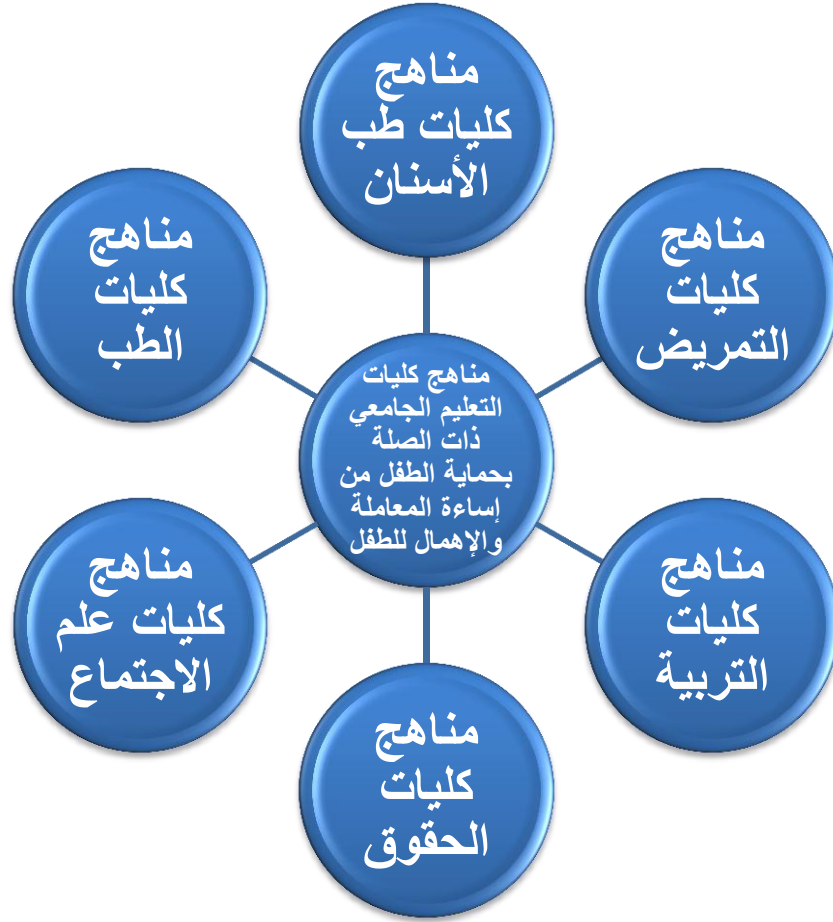 مناهج
كليات طب
الأسنان
مناهج
كليات
التمريض
مناهج
كليات
الطب
مناهج كليات
التعليم الجامعي
ذات الصلة
بحماية الطفل من
إساءة المعاملة
والإهمال للطفل
مناهج
كليات
التربية
مناهج
كليات علم
الاجتماع
مناهج
كليات
الحقوق